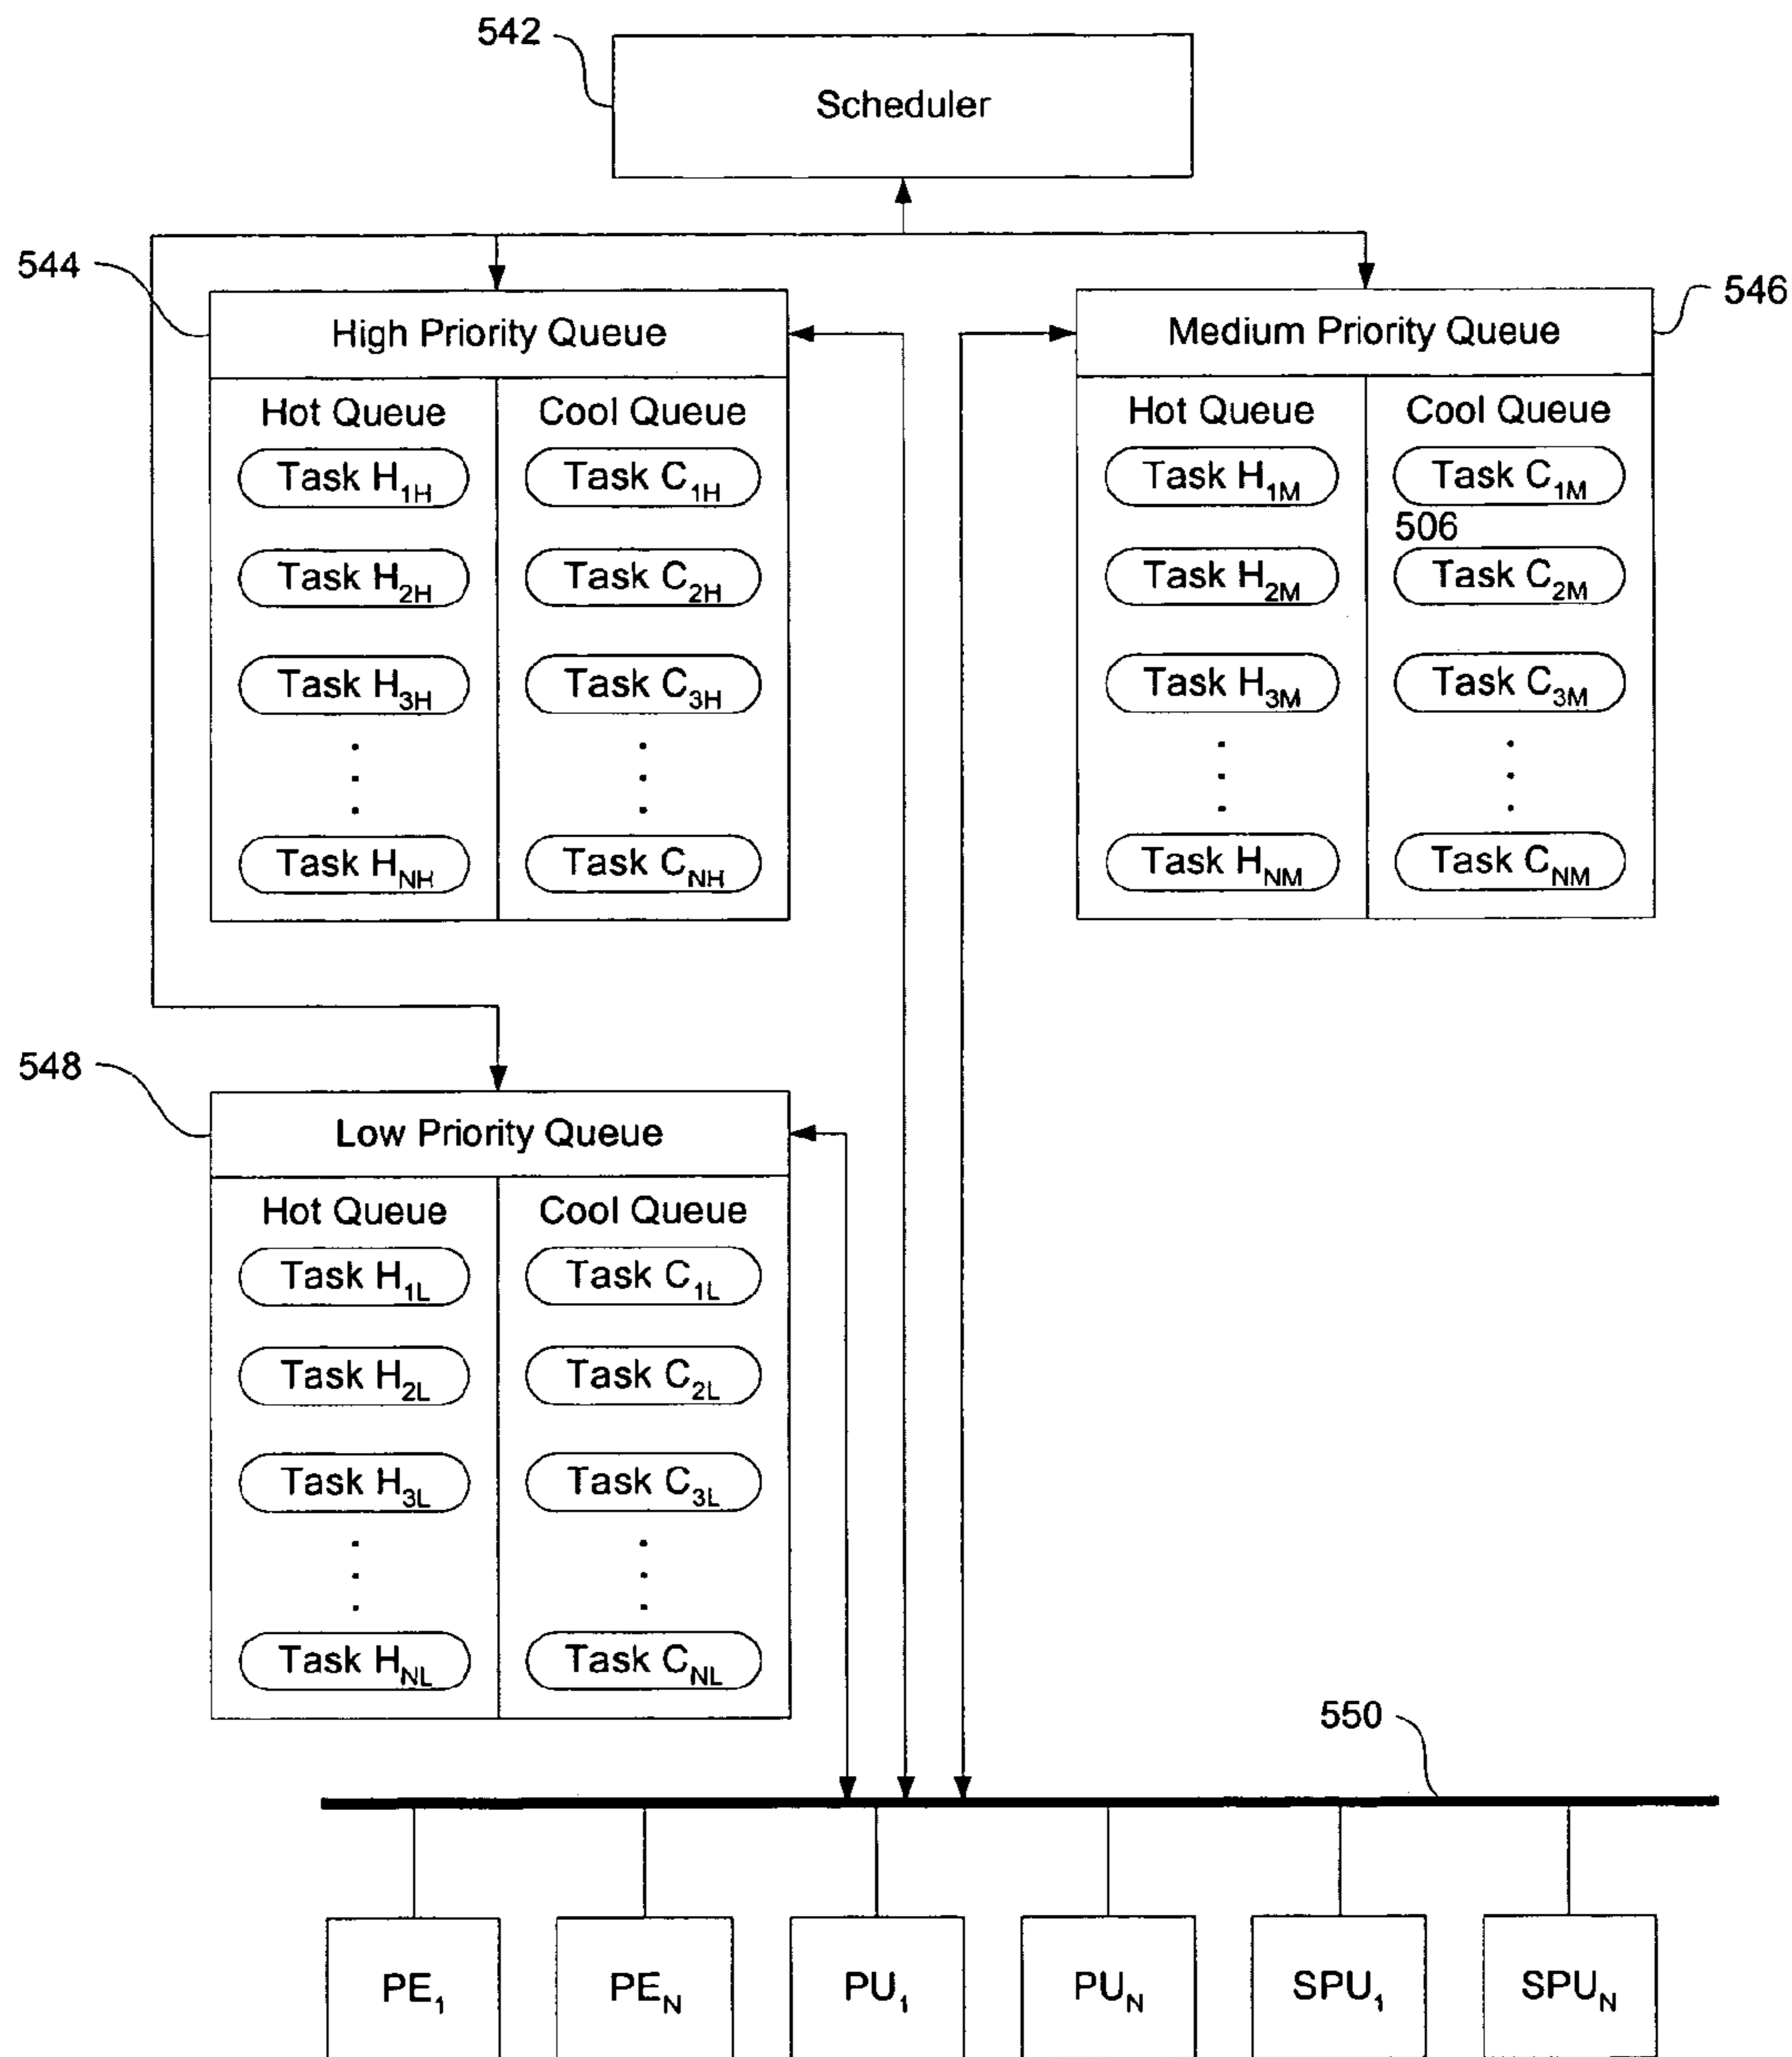 542
Scheduler
544
High Priority Queue
Hot Queue
Cool Queue
Task H1H
Task C1H
Task H2H
Task C2H
Task H3H
Task C3H
Task HNH
Task CNH
546
Medium Priority Queue
Hot Queue
Cool Queue
Task H1M
Task C1M
506
Task H2M
Task C2M
Task H3M
Task C3M
Task HNM
Task CNM
548
Low Priority Queue
Hot Queue
Cool Queue
Task H1L
Task C1L
Task H2L
Task C2L
Task H3L
Task C3L
Task HNL
Task CNL
550
PE1
PEN
PU1
PUN
SPU1
SPUN